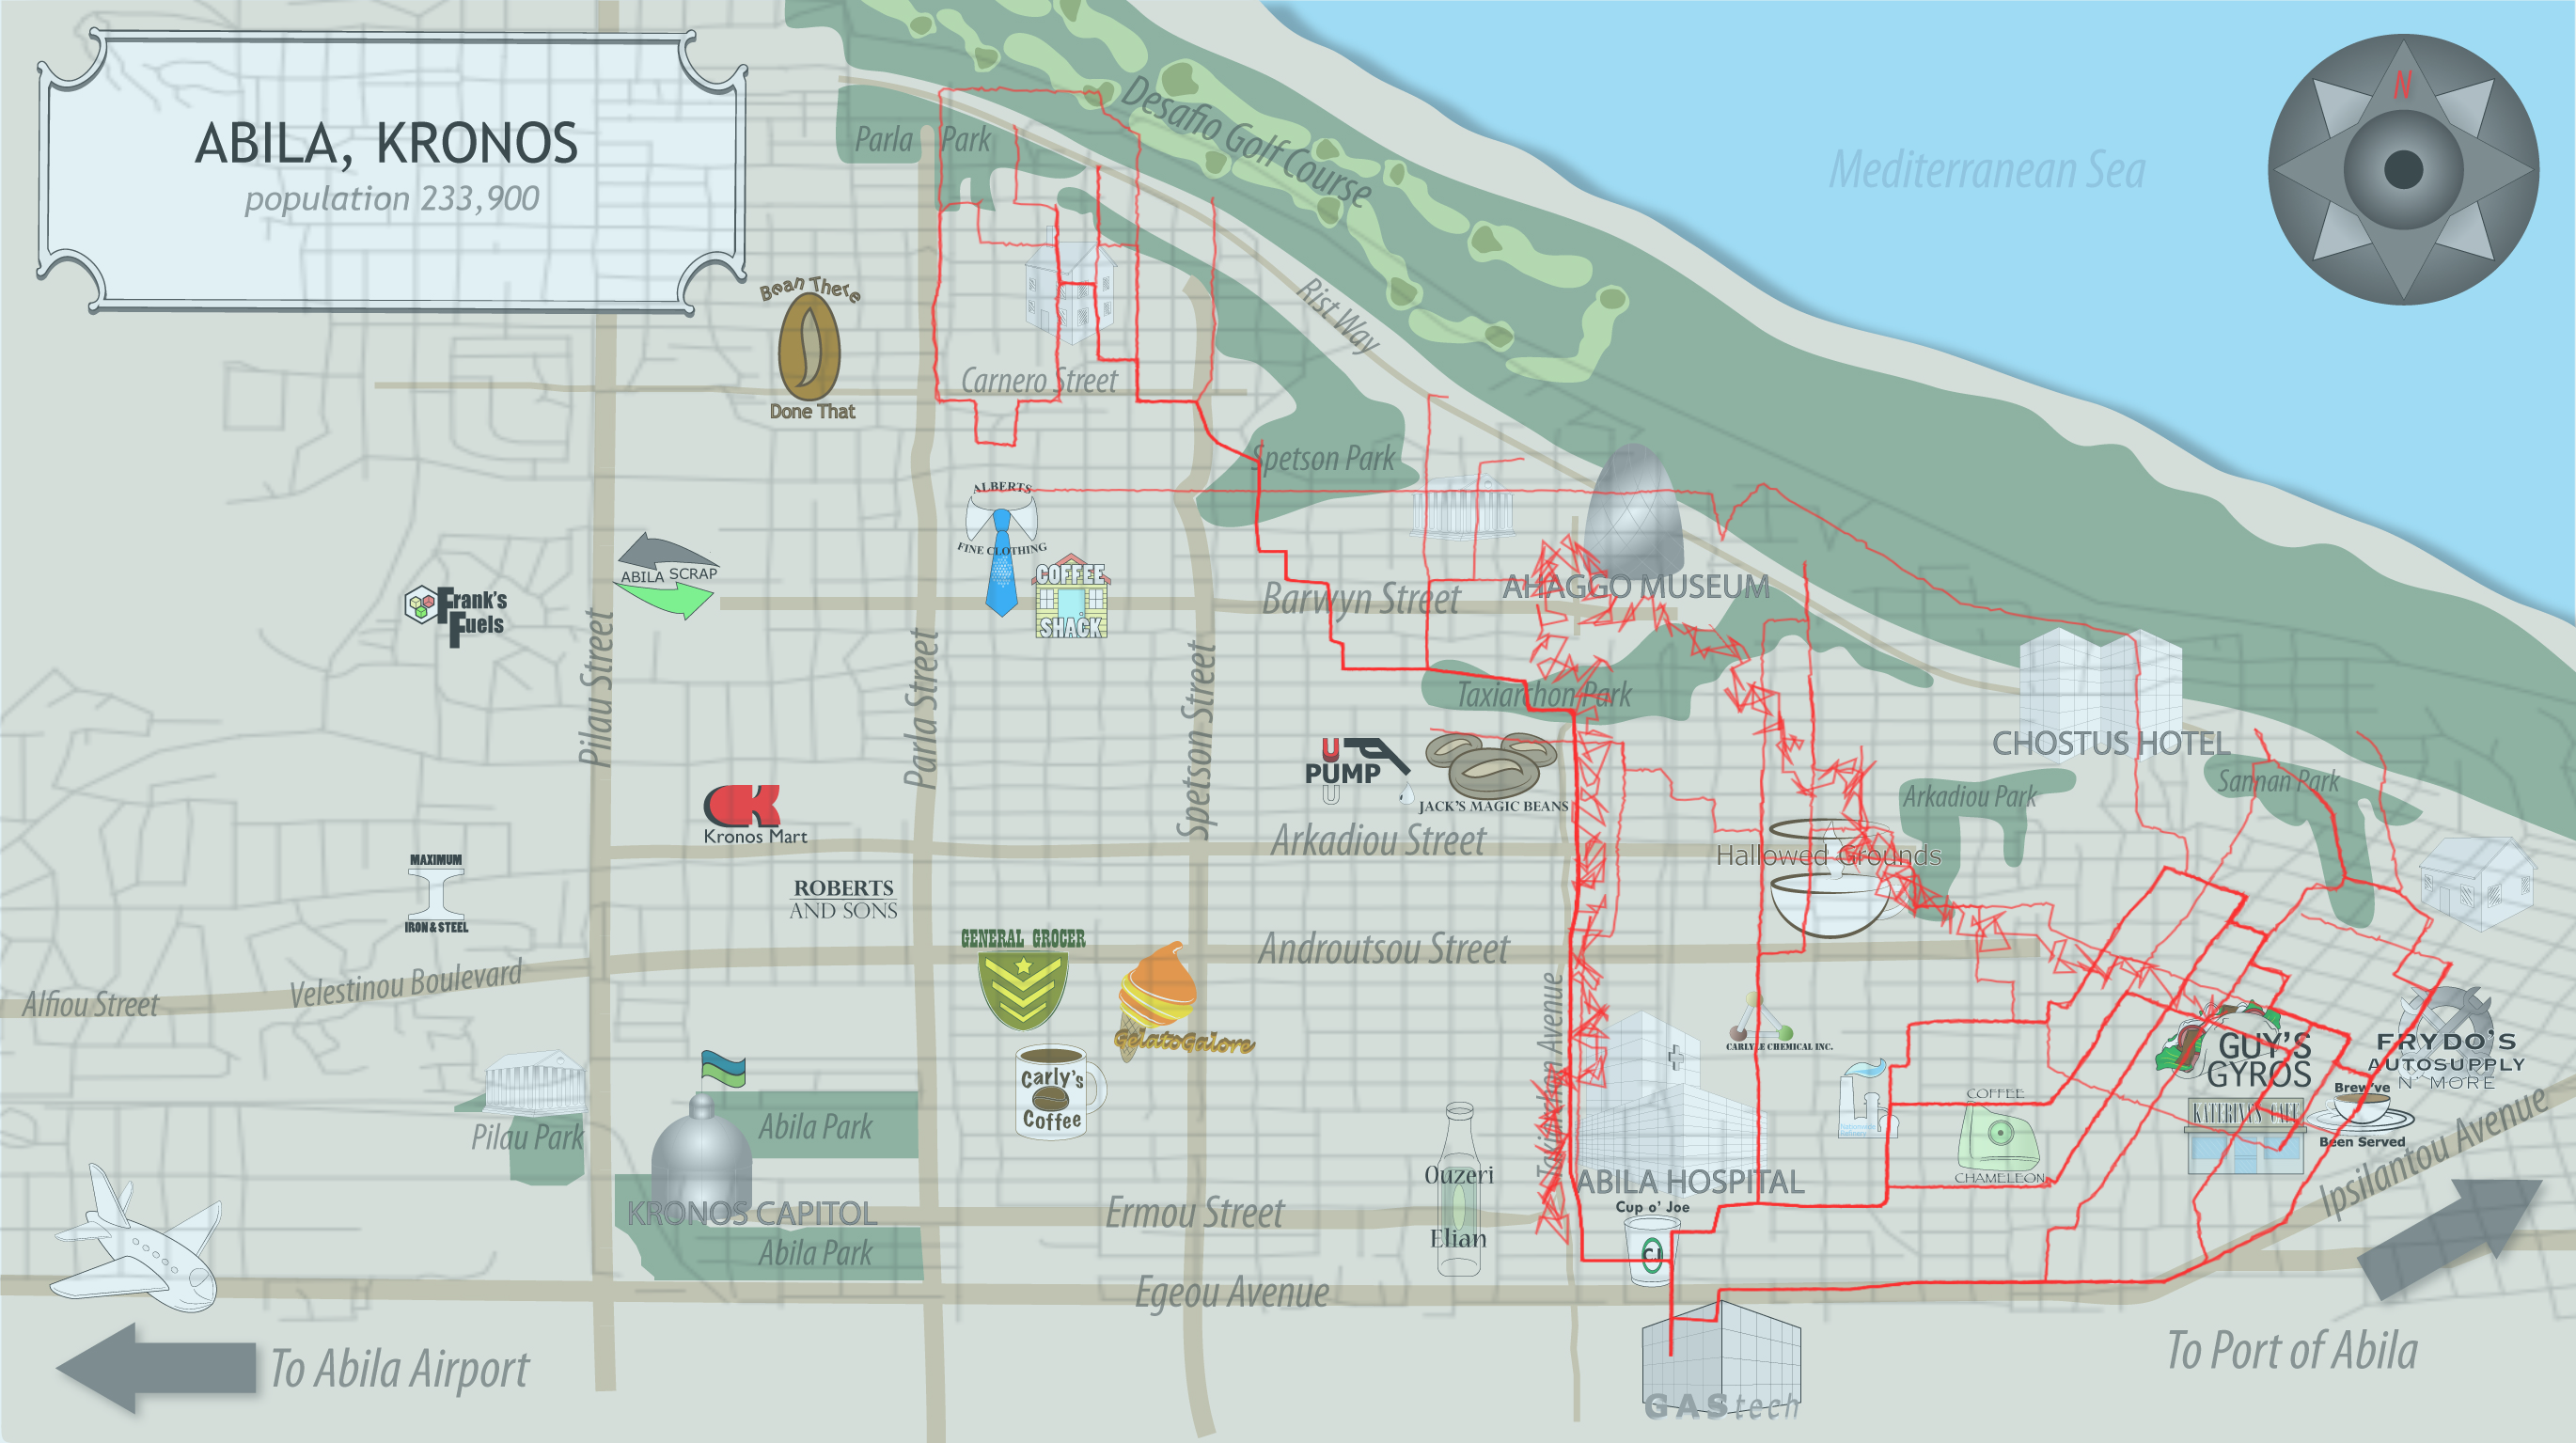 ABILA, KRONOS
population 233,900
N
Mediterranean Sea
Desafio Golf Course
Parla Park
Rist Way
Bean There
Done That
Carnero Street
Spetson Park
ALBERTS
FINE CLOTHING
COFFEE
SHACK
ABILA SCRAP
Frank's
Fuels
Barwyn Street
AHAGGO MUSEUM
Taxiarchon Park
Pilau Street
Parla Street
Spetson Street
U
PUMP
U
JACK'S MAGIC BEANS
CHOSTUS HOTEL
Sannan Park
Arkadiou Park
K
Kronos Mart
Arkadiou Street
Hallowed Grounds
MAXIMUM
IRON & STEEL
ROBERTS
AND SONS
GENERAL GROCER
Androutsou Street
Velestinou Boulevard
Alfiou Street
GelatoGalore
Carly's
Coffee
Taxiarchon Avenue
CARLYLE CHEMICAL INC.
GUY'S
GYROS
FRYDO'S
AUTOSUPPLY
N' MORE
Brew've
Been Served
KATERINA'S CAFE
COFFEE
CHAMELEON
Nationwide
Refinery
Pilau Park
Abila Park
KRONOS CAPITOL
Abila Park
Ermou Street
Ouzeri
Elian
ABILA HOSPITAL
Cup o' Joe
CJ
Ipsilantou Avenue
Egeou Avenue
To Abila Airport
GAStech
To Port of Abila